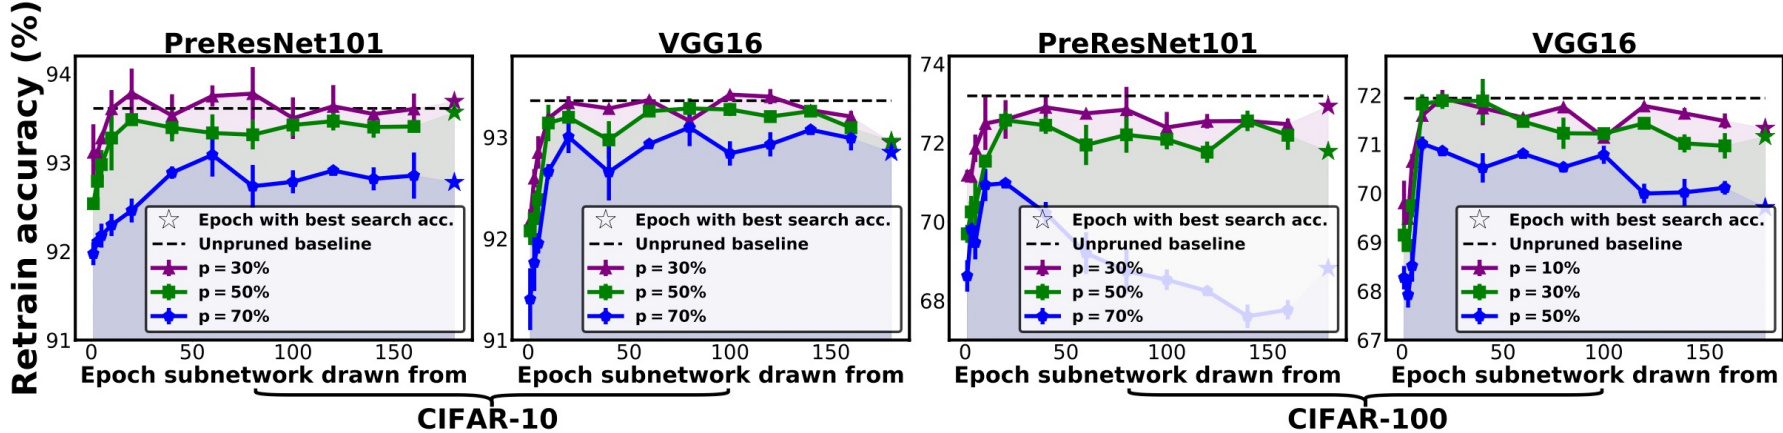 Retrain accuracy (%)
PreResNet101
94
93
92
91
0 50 100 150
Epoch with best search acc.
Unpruned baseline
p = 30%
p = 50%
p = 70%
Epoch subnetwork drawn from
VGG16
93
92
91
0 50 100 150
Epoch with best search acc.
Unpruned baseline
p = 30%
p = 50%
p = 70%
Epoch subnetwork drawn from
CIFAR-10
PreResNet101
74
72
70
68
0 50 100 150
Epoch with best search acc.
Unpruned baseline
p = 30%
p = 50%
p = 70%
Epoch subnetwork drawn from
VGG16
72
71
70
69
68
67
0 50 100 150
Epoch with best search acc.
Unpruned baseline
p = 10%
p = 30%
p = 50%
Epoch subnetwork drawn from
CIFAR-100